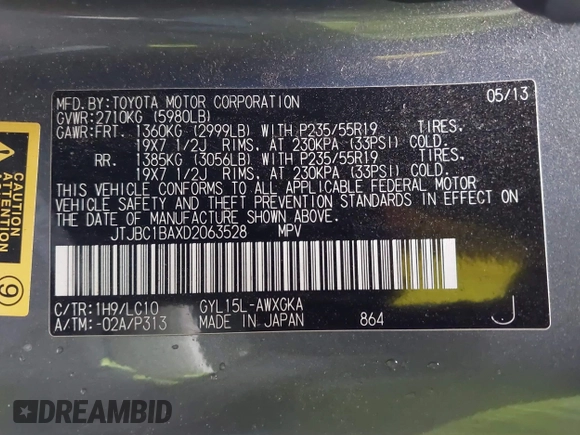 MFD.BY:TOYOTA MOTOR CORPORATION 05/13
GVWR:2710KG (5980LB)
GAWR:FRT. 1360KG (2999LB) WITH P235/55R19 TIRES.
19X7 1/2J RIMS. AT 230KPA (33PSI) COLD.
RR. 1385KG (3056LB) WITH P235/55R19 TIRES.
19X7 1/2J RIMS. AT 230KPA (33PSI) COLD.
THIS VEHICLE CONFORMS TO ALL APPLICABLE FEDERAL MOTOR
VEHICLE SAFETY AND THEFT PREVENTION STANDARDS IN EFFECT ON
THE DATE OF MANUFACTURE SHOWN ABOVE.
JTJBC1BAXD2063528 MPV
C/TR:1H9/LC10 GYL15L-AWXGKA
A/TM:-02A/P313 MADE IN JAPAN 864 J
CAUTION
ATTENTION
9
DREAMBID